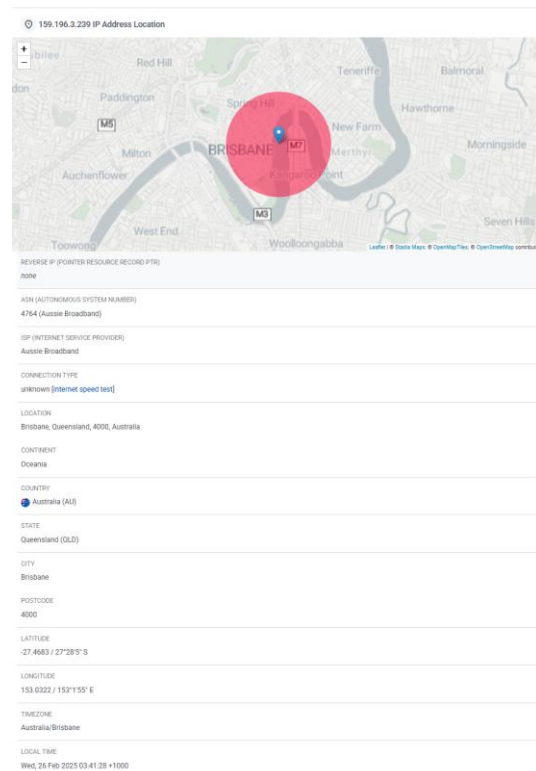 159.196.3.239 IP Address Location
+
−
Red Hill
Teneriffe
Balmoral
Paddington
Spring Hill
Hawthorne
M5
New Farm
BRISBANE
M7
Morningside
Milton
Merthyr
Auchenflower
Kangaroo Point
M3
West End
Seven Hills
Toowong
Woolloongabba
Leaflet | © Stadia Maps, © OpenMapTiles, © OpenStreetMap
REVERSE IP (POINTER RESOURCE RECORD PTR)
none
ASN (AUTONOMOUS SYSTEM NUMBER)
4764 (Aussie Broadband)
ISP (INTERNET SERVICE PROVIDER)
Aussie Broadband
CONNECTION TYPE
unknown [internet speed test]
LOCATION
Brisbane, Queensland, 4000, Australia
CONTINENT
Oceania
COUNTRY
Australia (AU)
STATE
Queensland (QLD)
CITY
Brisbane
POSTCODE
4000
LATITUDE
-27.4683 / 27°28'5" S
LONGITUDE
153.0322 / 153°1'55" E
TIMEZONE
Australia/Brisbane
LOCAL TIME
Wed, 26 Feb 2025 03:41:28 +1000